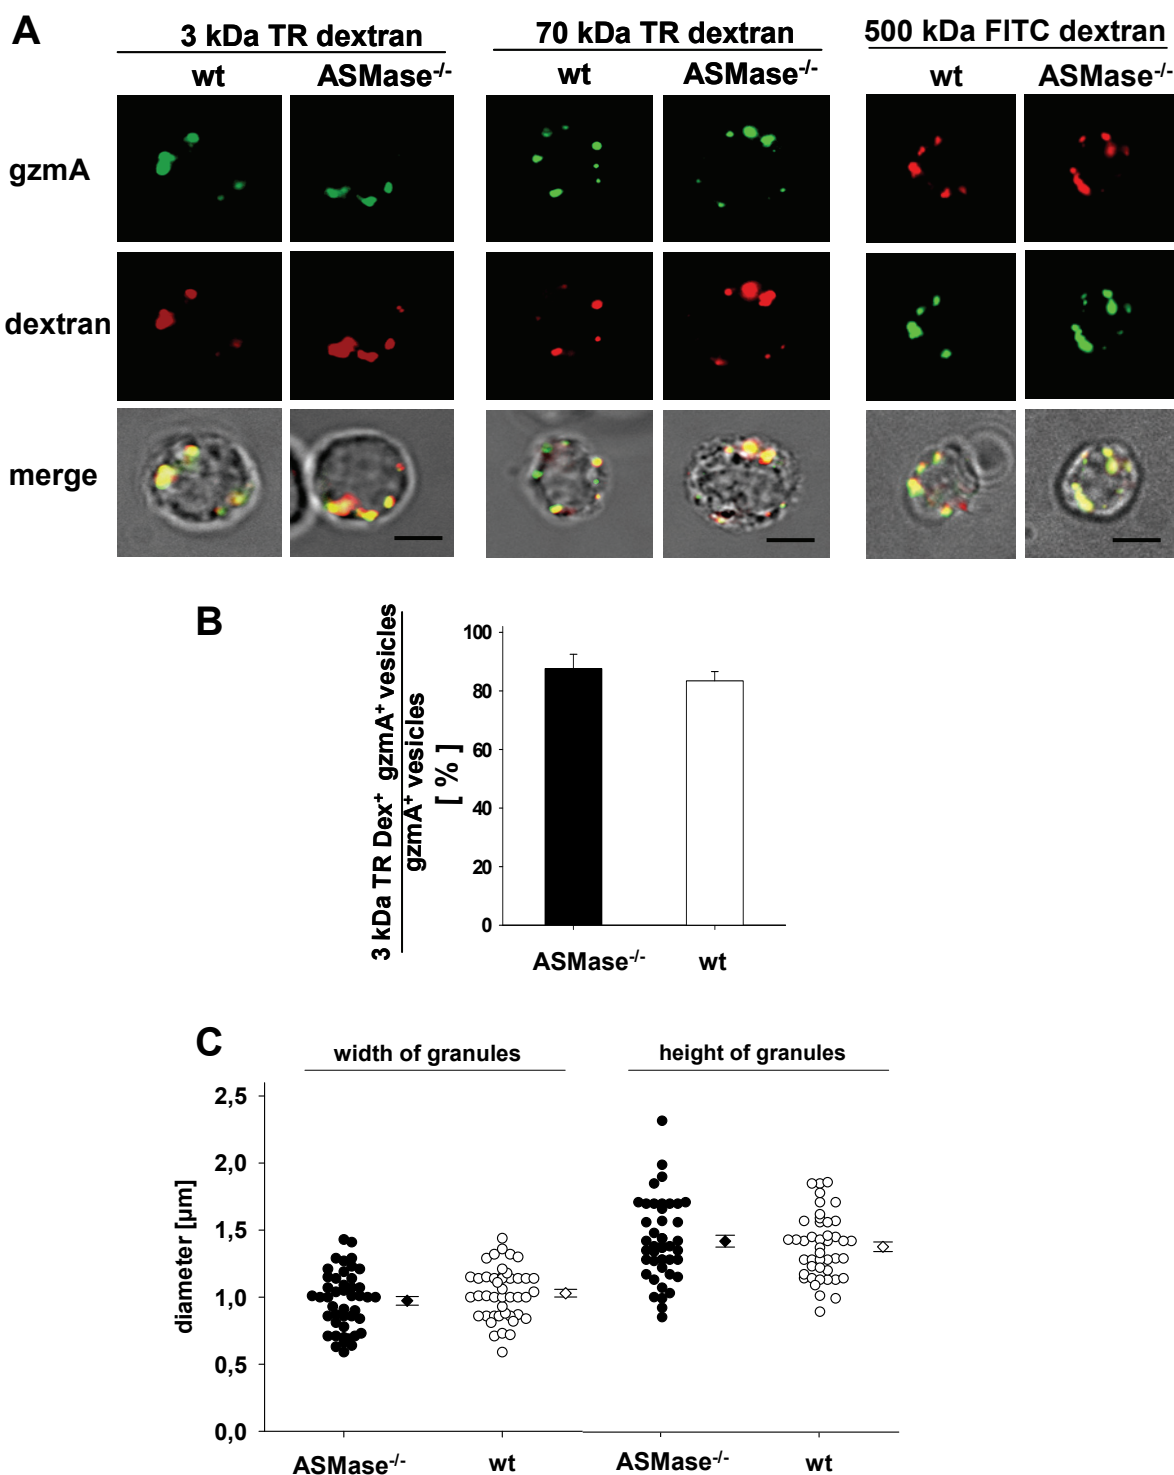 A
3 kDa TR dextran
70 kDa TR dextran
500 kDa FITC dextran
wt
ASMase-/-
wt
ASMase-/-
wt
ASMase-/-
gzmA
dextran
merge
B
3 kDa TR Dex+ gzmA+ vesicles
gzmA+ vesicles
[ % ]
100
80
60
40
20
0
ASMase-/-
wt
C
width of granules
height of granules
diameter [µm]
2,5
2,0
1,5
1,0
0,5
0,0
ASMase-/-
wt
ASMase-/-
wt